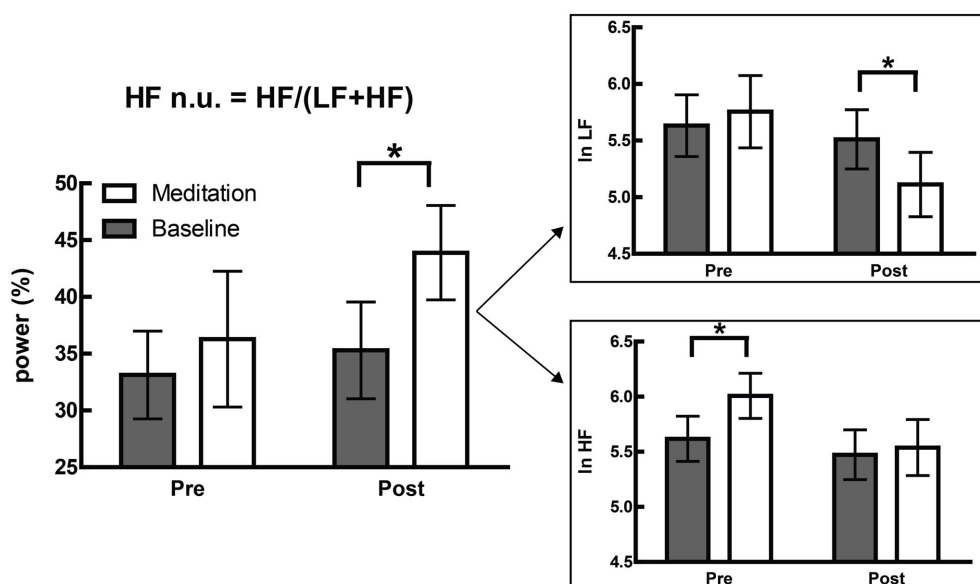 HF n.u. = HF/(LF+HF)
*
50
45
40
35
30
25
power (%)
Meditation
Baseline
Pre
Post
6.5
6.0
5.5
5.0
4.5
ln LF
*
Pre
Post
6.5
6.0
5.5
5.0
4.5
ln HF
*
Pre
Post